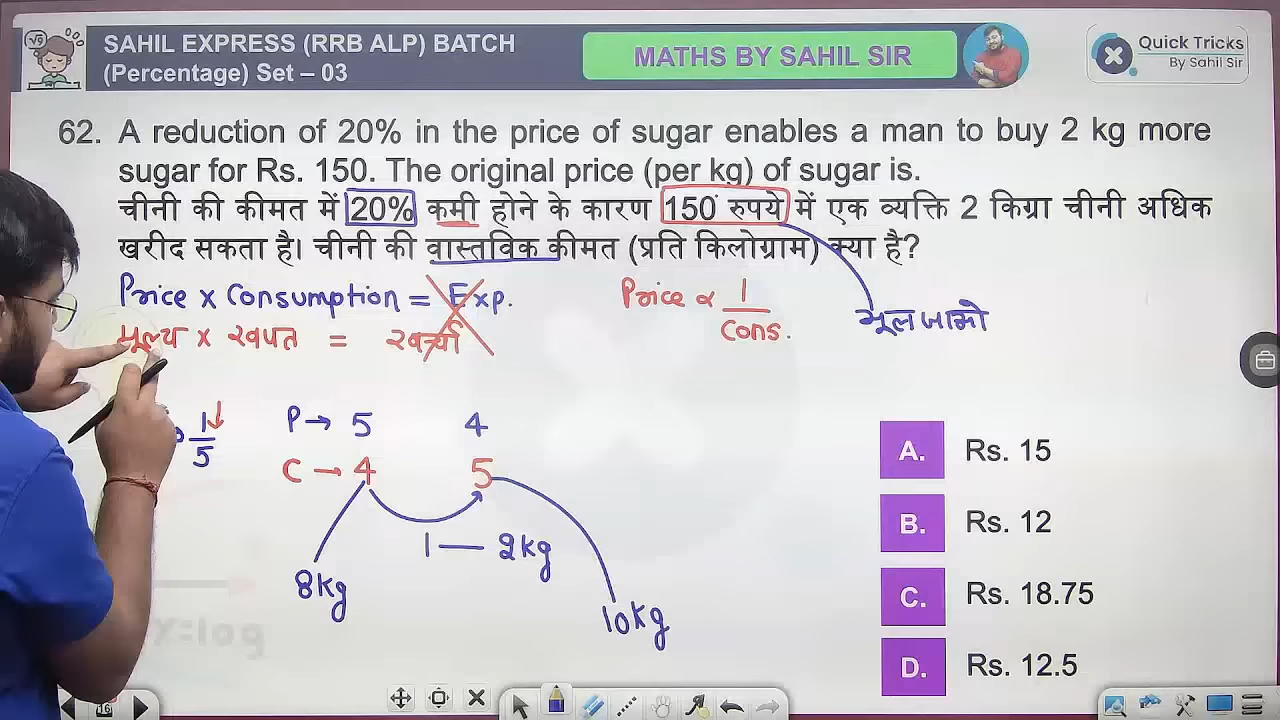 SAHIL EXPRESS (RRB ALP) BATCH
(Percentage) Set – 03
MATHS BY SAHIL SIR
Quick Tricks
By Sahil Sir
62. A reduction of 20% in the price of sugar enables a man to buy 2 kg more
sugar for Rs. 150. The original price (per kg) of sugar is.
चीनी की कीमत में 20% कमी होने के कारण 150 रुपये में एक व्यक्ति 2 किग्रा चीनी अधिक
खरीद सकता है। चीनी की वास्तविक कीमत (प्रति किलोग्राम) क्या है?
Price x Consumption = Exp.
Price ∝ 1/Cons.
मूल्य x खपत = खर्चा
भूल जाओ
1/5 ↓
P → 5 4
C → 4 5
1 — 2kg
8kg
10kg
A. Rs. 15
B. Rs. 12
C. Rs. 18.75
D. Rs. 12.5
16